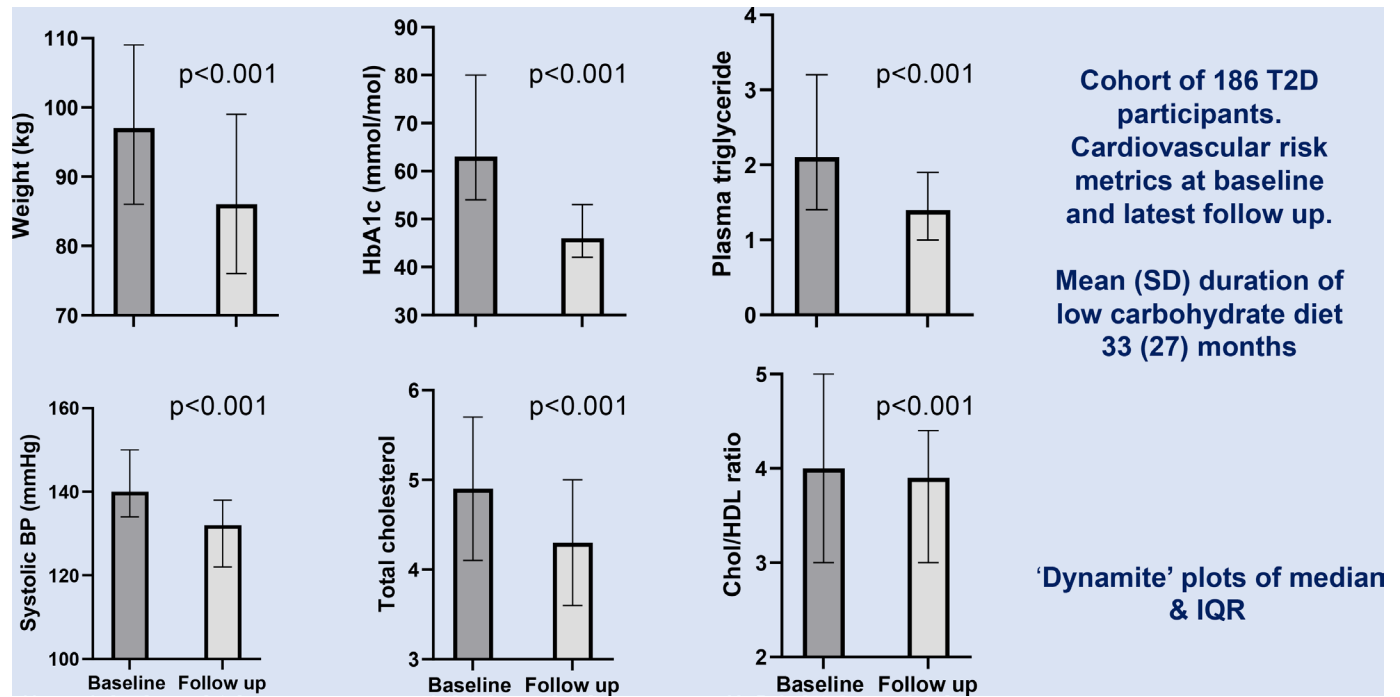 Weight (kg)
110
100
90
80
70
p<0.001
HbA1c (mmol/mol)
90
80
70
60
50
40
30
p<0.001
Plasma triglyceride
4
3
2
1
0
p<0.001
Cohort of 186 T2D
participants.
Cardiovascular risk
metrics at baseline
and latest follow up.
Mean (SD) duration of
low carbohydrate diet
33 (27) months
Systolic BP (mmHg)
160
140
120
100
p<0.001
Baseline Follow up
Total cholesterol
6
5
4
3
p<0.001
Baseline Follow up
Chol/HDL ratio
5
4
3
2
p<0.001
Baseline Follow up
‘Dynamite’ plots of median
& IQR